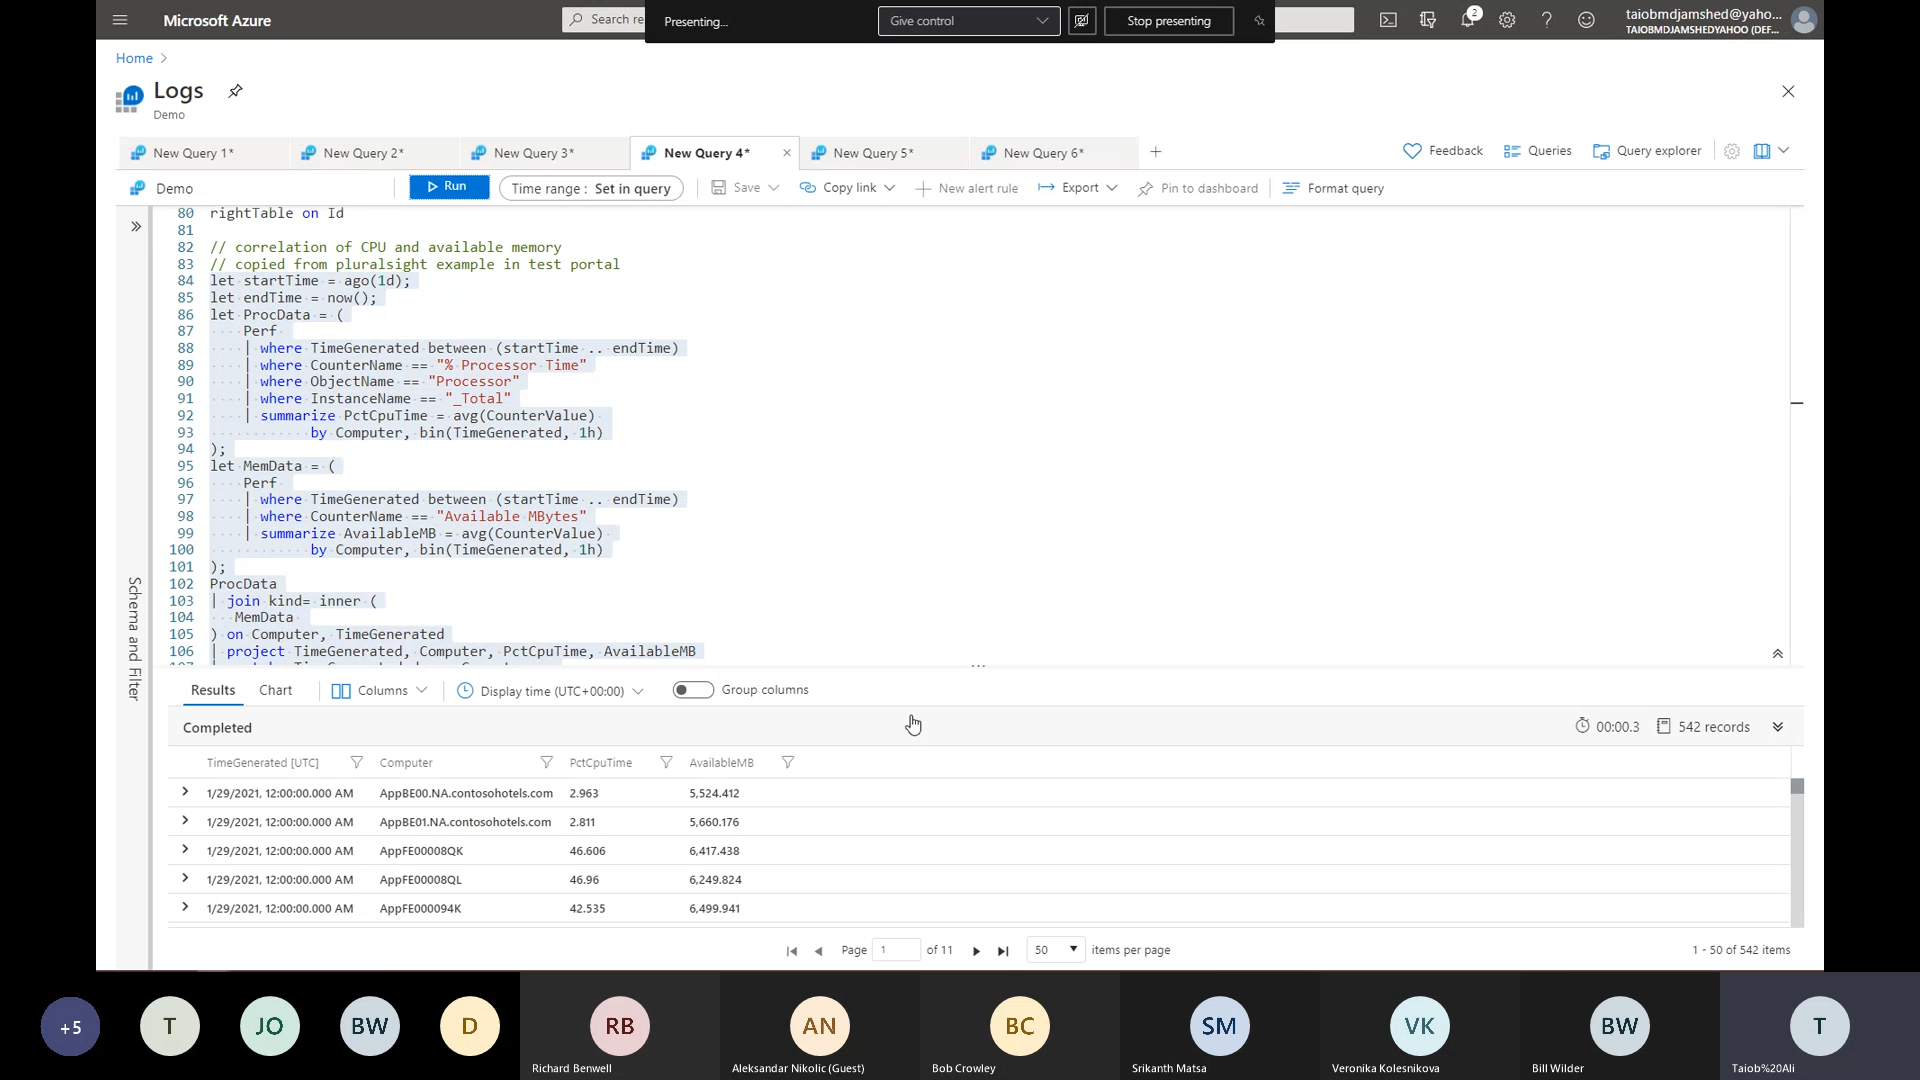 Microsoft Azure
Search re
Presenting...
Give control
Stop presenting
2
taiobmdjamshed@yaho...
TAIOBMDJAMSHEDYAHOO (DEF...
Home
Logs
Demo
New Query 1*
New Query 2*
New Query 3*
New Query 4*
New Query 5*
New Query 6*
Feedback
Queries
Query explorer
Demo
Run
Time range : Set in query
Save
Copy link
New alert rule
Export
Pin to dashboard
Format query
Schema and Filter
80 rightTable on Id
81
82 // correlation of CPU and available memory
83 // copied from pluralsight example in test portal
84 let startTime = ago(1d);
85 let endTime = now();
86 let ProcData = (
87 Perf
88 | where TimeGenerated between (startTime .. endTime)
89 | where CounterName == "% Processor Time"
90 | where ObjectName == "Processor"
91 | where InstanceName == "_Total"
92 | summarize PctCpuTime = avg(CounterValue)
93 by Computer, bin(TimeGenerated, 1h)
94 );
95 let MemData = (
96 Perf
97 | where TimeGenerated between (startTime .. endTime)
98 | where CounterName == "Available MBytes"
99 | summarize AvailableMB = avg(CounterValue)
100 by Computer, bin(TimeGenerated, 1h)
101 );
102 ProcData
103 | join kind= inner (
104 MemData
105 ) on Computer, TimeGenerated
106 | project TimeGenerated, Computer, PctCpuTime, AvailableMB
Results
Chart
Columns
Display time (UTC+00:00)
Group columns
Completed
00:00.3
542 records
TimeGenerated [UTC] Computer PctCpuTime AvailableMB
1/29/2021, 12:00:00.000 AM AppBE00.NA.contosohotels.com 2.963 5,524.412
1/29/2021, 12:00:00.000 AM AppBE01.NA.contosohotels.com 2.811 5,660.176
1/29/2021, 12:00:00.000 AM AppFE00008QK 46.606 6,417.438
1/29/2021, 12:00:00.000 AM AppFE00008QL 46.96 6,249.824
1/29/2021, 12:00:00.000 AM AppFE000094K 42.535 6,499.941
Page 1 of 11
50 items per page
1 - 50 of 542 items
+5
T
JO
BW
D
RB
AN
BC
SM
VK
BW
T
Richard Benwell
Aleksandar Nikolic (Guest)
Bob Crowley
Srikanth Matsa
Veronika Kolesnikova
Bill Wilder
Taiob%20Ali